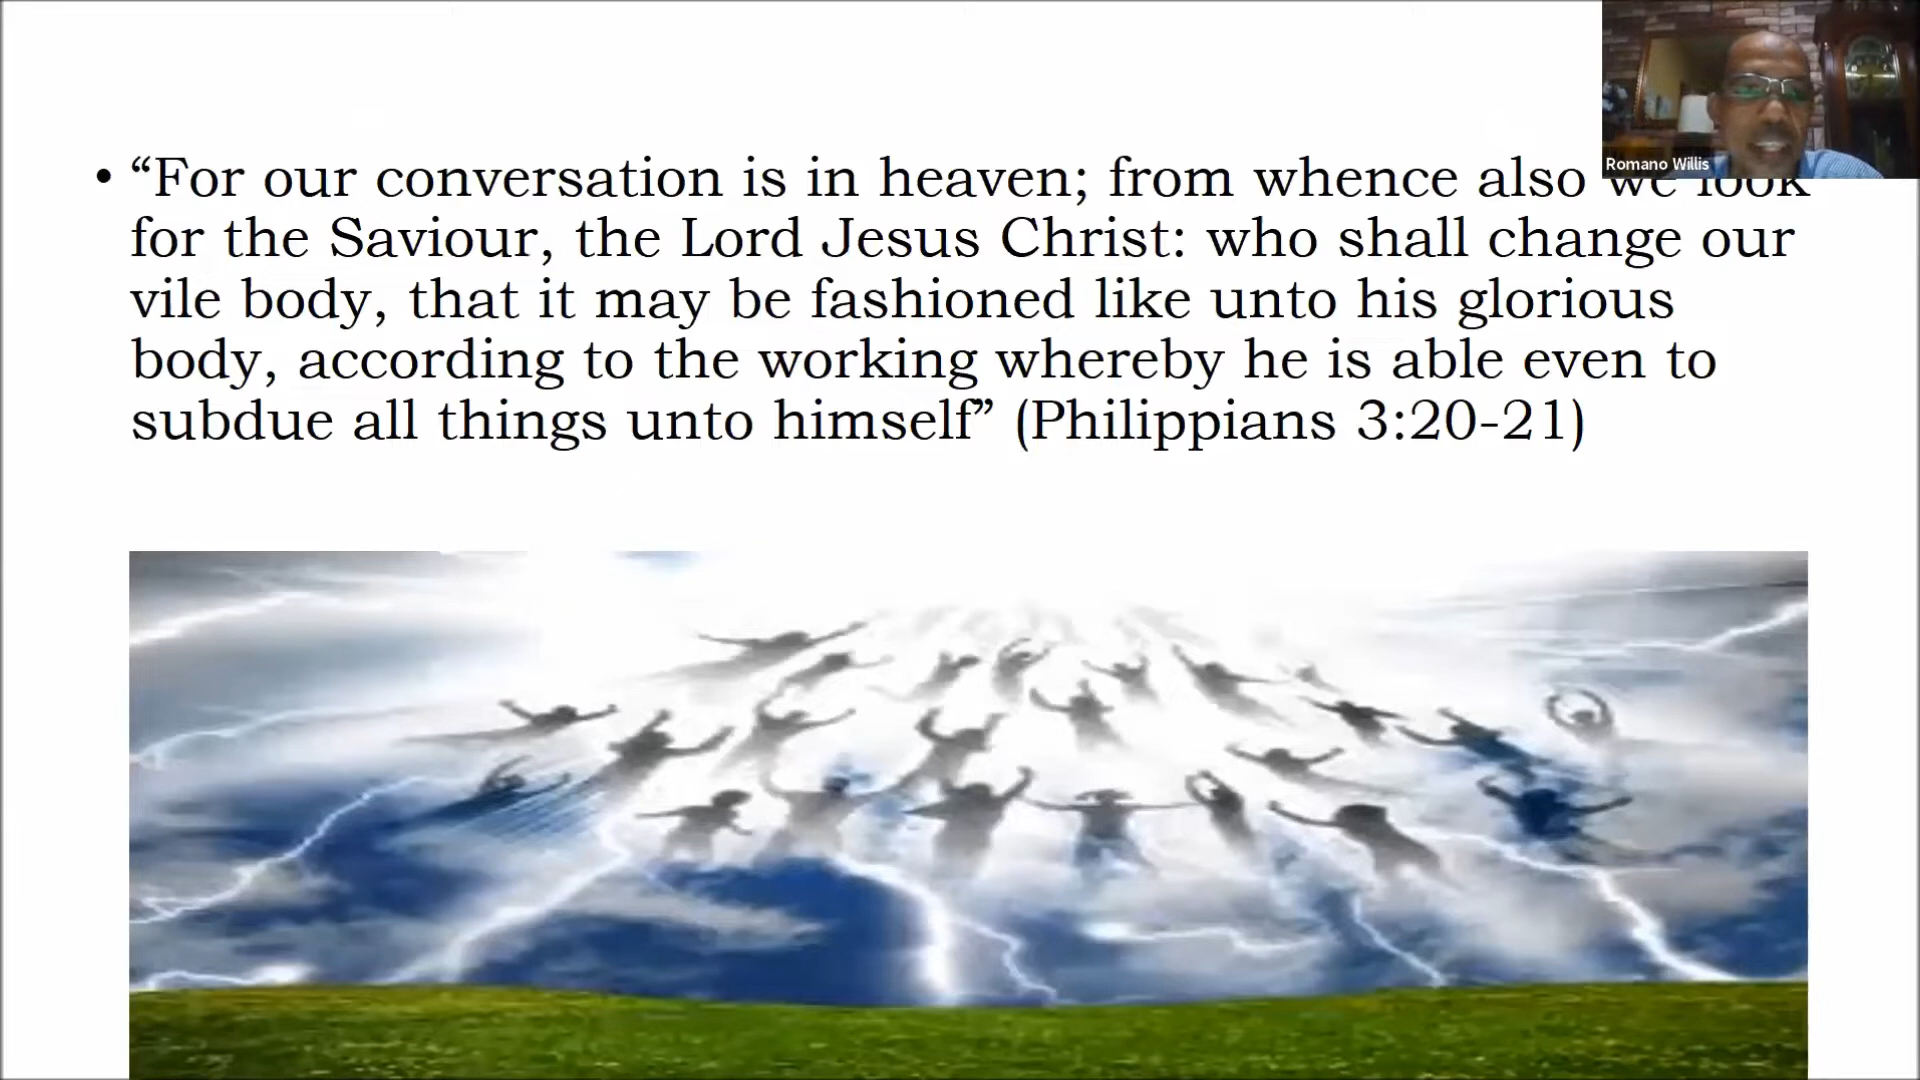 • “For our conversation is in heaven; from whence also we look
for the Saviour, the Lord Jesus Christ: who shall change our
vile body, that it may be fashioned like unto his glorious
body, according to the working whereby he is able even to
subdue all things unto himself” (Philippians 3:20-21)
Romano Willis